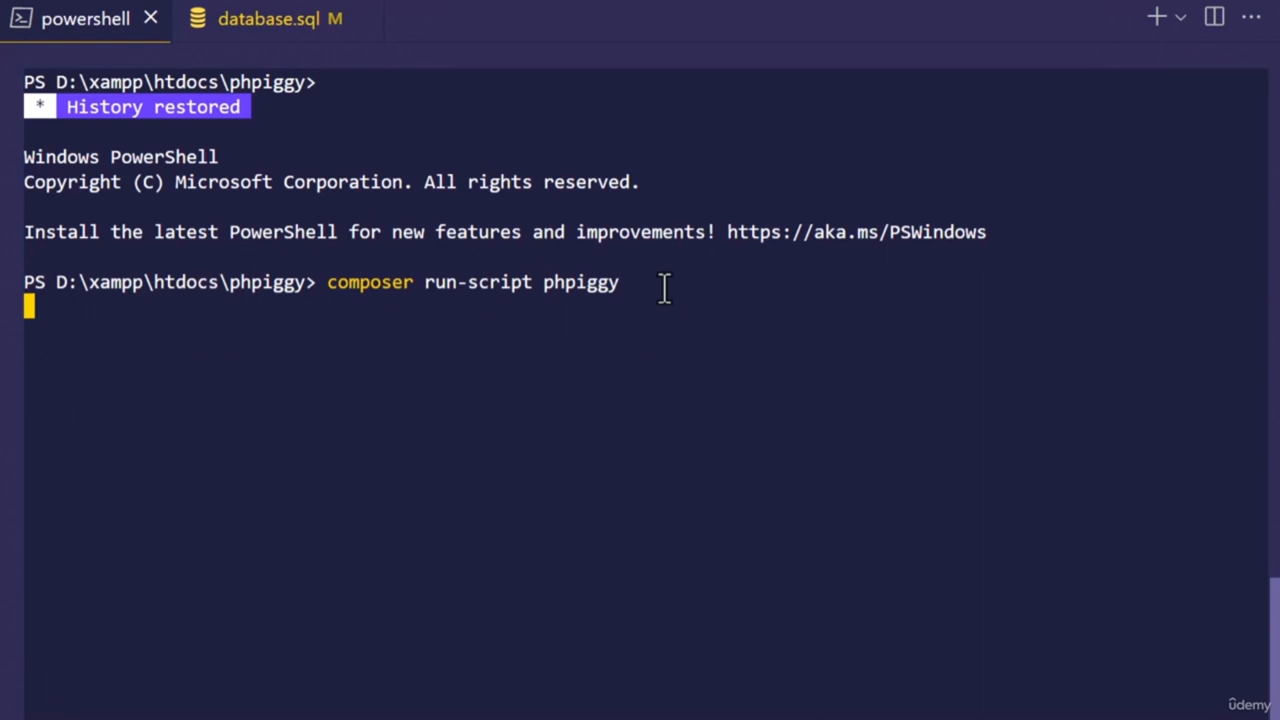 powershell database.sql M
PS D:\xampp\htdocs\phpiggy>
* History restored
Windows PowerShell
Copyright (C) Microsoft Corporation. All rights reserved.
Install the latest PowerShell for new features and improvements! https://aka.ms/PSWindows
PS D:\xampp\htdocs\phpiggy> composer run-script phpiggy
ûdemy